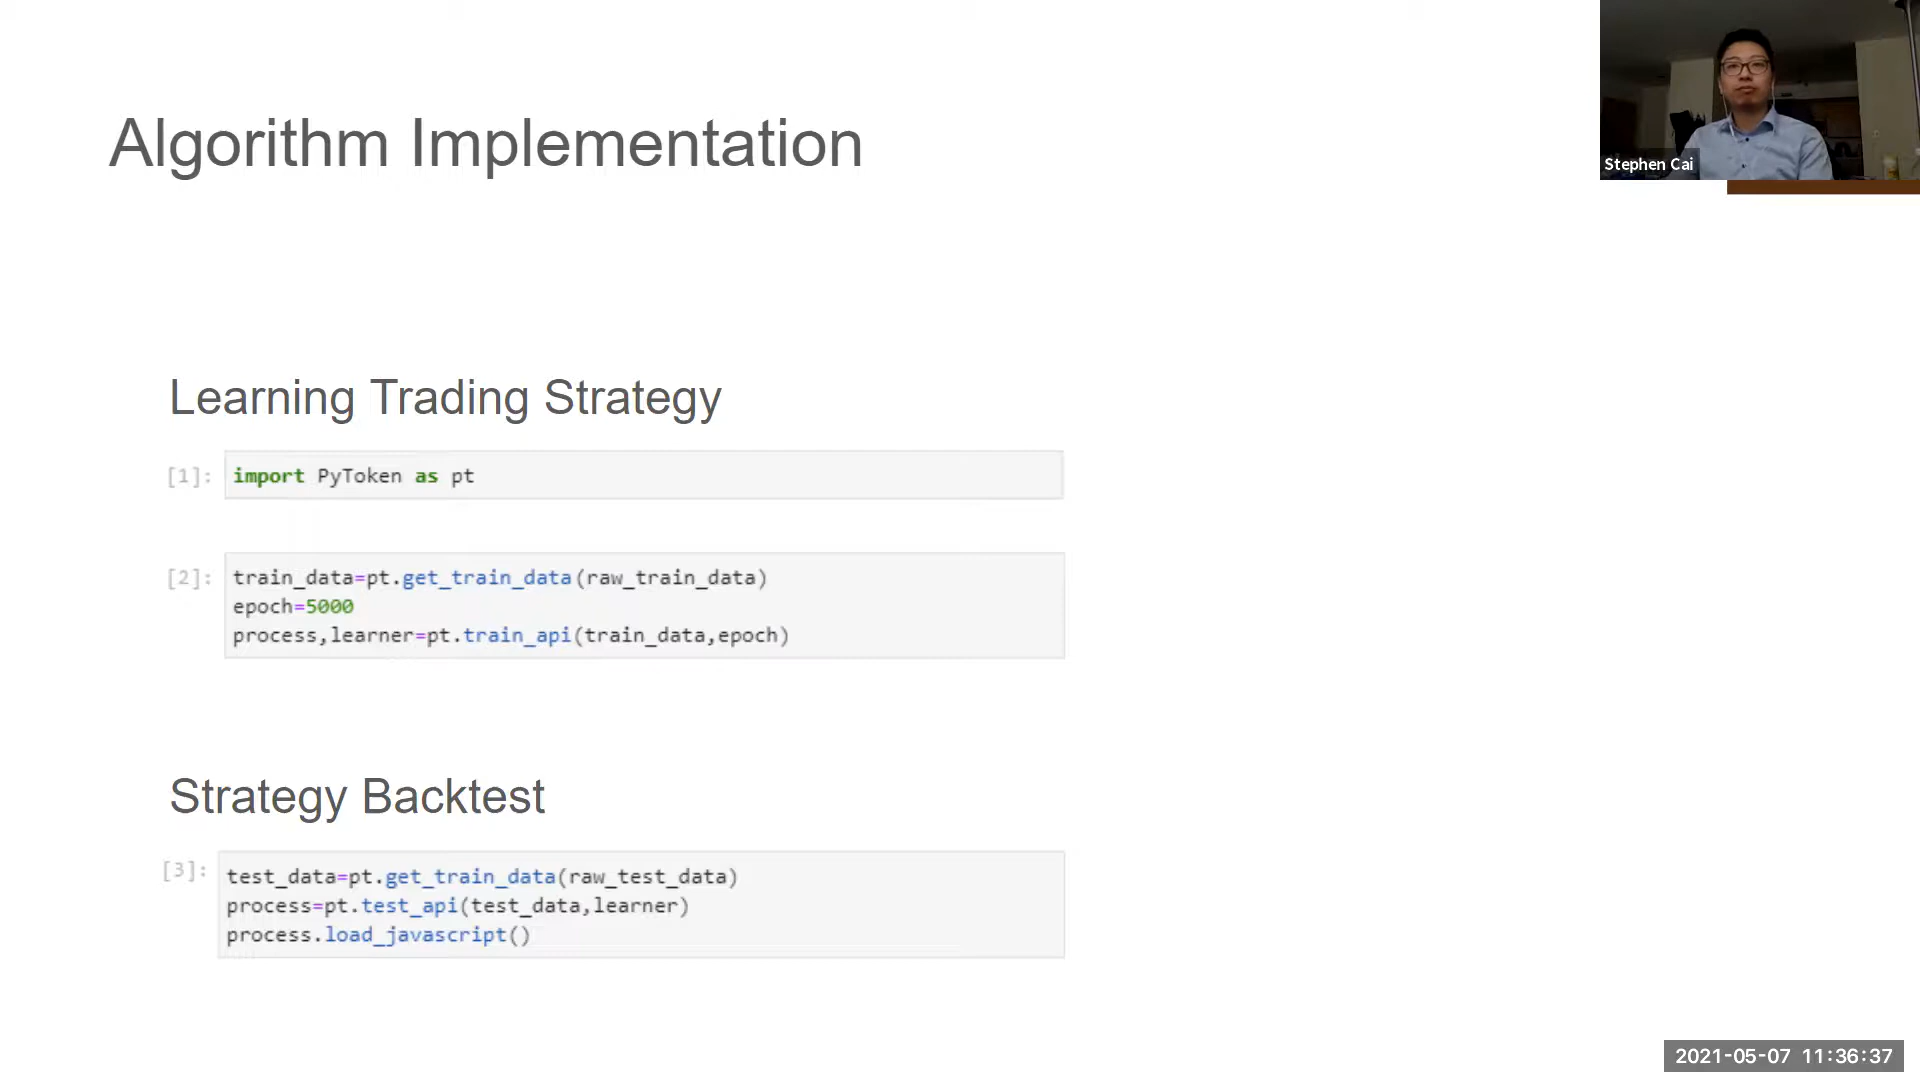 Algorithm Implementation
Stephen Cai
Learning Trading Strategy
[1]: import PyToken as pt
[2]: train_data=pt.get_train_data(raw_train_data)
epoch=5000
process,learner=pt.train_api(train_data,epoch)
Strategy Backtest
[3]: test_data=pt.get_train_data(raw_test_data)
process=pt.test_api(test_data,learner)
process.load_javascript()
2021-05-07 11:36:37